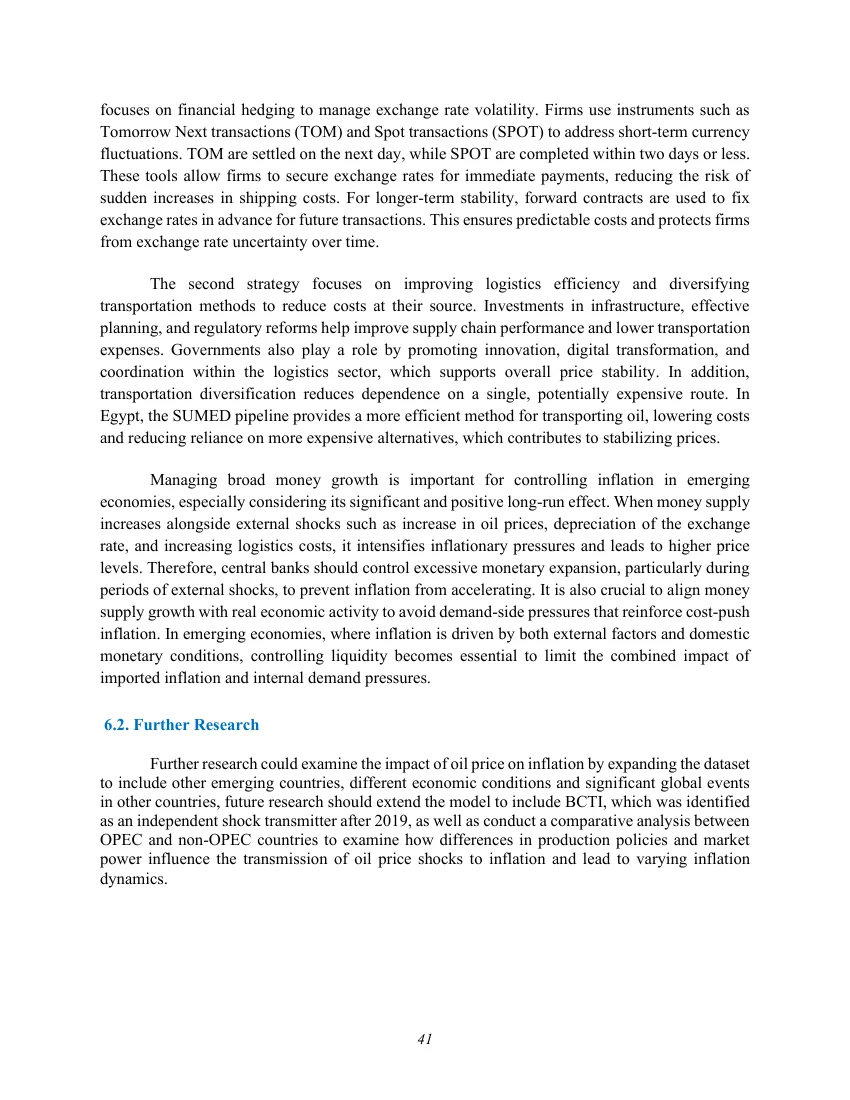 focuses on financial hedging to manage exchange rate volatility. Firms use instruments such as
Tomorrow Next transactions (TOM) and Spot transactions (SPOT) to address short-term currency
fluctuations. TOM are settled on the next day, while SPOT are completed within two days or less.
These tools allow firms to secure exchange rates for immediate payments, reducing the risk of
sudden increases in shipping costs. For longer-term stability, forward contracts are used to fix
exchange rates in advance for future transactions. This ensures predictable costs and protects firms
from exchange rate uncertainty over time.
The second strategy focuses on improving logistics efficiency and diversifying
transportation methods to reduce costs at their source. Investments in infrastructure, effective
planning, and regulatory reforms help improve supply chain performance and lower transportation
expenses. Governments also play a role by promoting innovation, digital transformation, and
coordination within the logistics sector, which supports overall price stability. In addition,
transportation diversification reduces dependence on a single, potentially expensive route. In
Egypt, the SUMED pipeline provides a more efficient method for transporting oil, lowering costs
and reducing reliance on more expensive alternatives, which contributes to stabilizing prices.
Managing broad money growth is important for controlling inflation in emerging
economies, especially considering its significant and positive long-run effect. When money supply
increases alongside external shocks such as increase in oil prices, depreciation of the exchange
rate, and increasing logistics costs, it intensifies inflationary pressures and leads to higher price
levels. Therefore, central banks should control excessive monetary expansion, particularly during
periods of external shocks, to prevent inflation from accelerating. It is also crucial to align money
supply growth with real economic activity to avoid demand-side pressures that reinforce cost-push
inflation. In emerging economies, where inflation is driven by both external factors and domestic
monetary conditions, controlling liquidity becomes essential to limit the combined impact of
imported inflation and internal demand pressures.
6.2. Further Research
Further research could examine the impact of oil price on inflation by expanding the dataset
to include other emerging countries, different economic conditions and significant global events
in other countries, future research should extend the model to include BCTI, which was identified
as an independent shock transmitter after 2019, as well as conduct a comparative analysis between
OPEC and non-OPEC countries to examine how differences in production policies and market
power influence the transmission of oil price shocks to inflation and lead to varying inflation
dynamics.
41